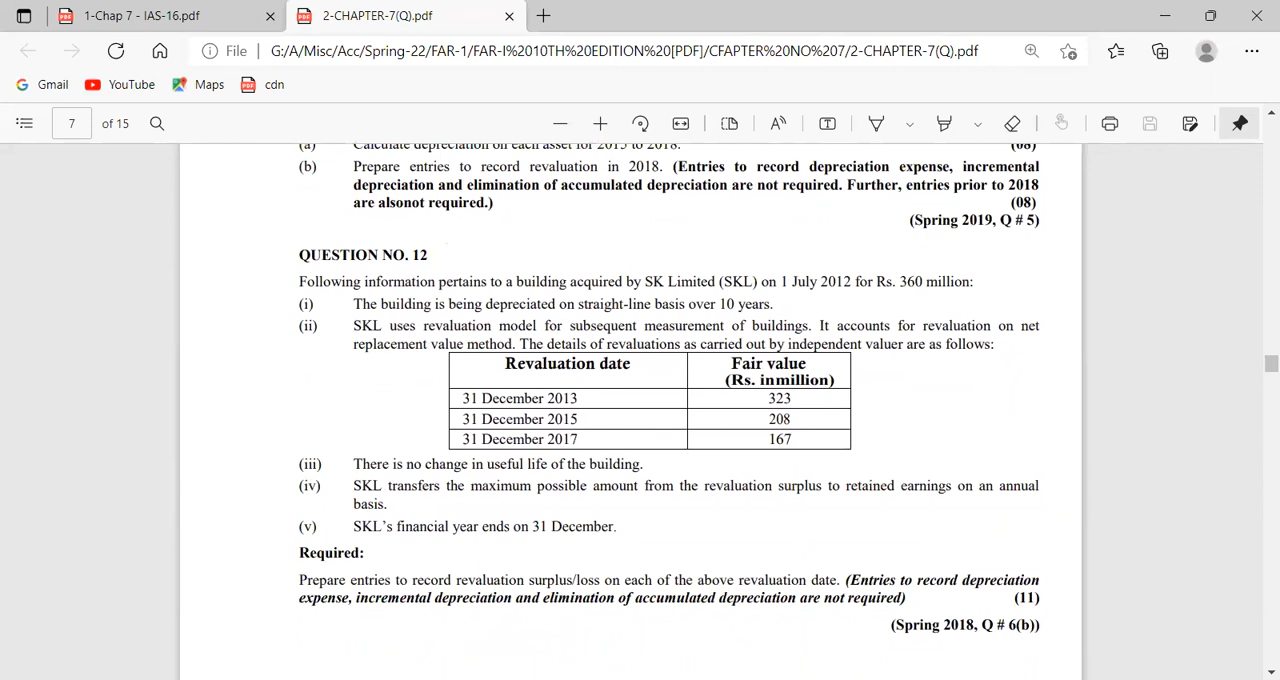 1-Chap 7 - IAS-16.pdf
2-CHAPTER-7(Q).pdf
File
G:/A/Misc/Acc/Spring-22/FAR-1/FAR-I%2010TH%20EDITION%20[PDF]/CFAPTER%20NO%207/2-CHAPTER-7(Q).pdf
Gmail YouTube Maps cdn
7 of 15
(a) Calculate depreciation on each asset for 2015 to 2018. (08)
(b) Prepare entries to record revaluation in 2018. (Entries to record depreciation expense, incremental
depreciation and elimination of accumulated depreciation are not required. Further, entries prior to 2018
are alsonot required.) (08)
(Spring 2019, Q # 5)
QUESTION NO. 12
Following information pertains to a building acquired by SK Limited (SKL) on 1 July 2012 for Rs. 360 million:
(i) The building is being depreciated on straight-line basis over 10 years.
(ii) SKL uses revaluation model for subsequent measurement of buildings. It accounts for revaluation on net
replacement value method. The details of revaluations as carried out by independent valuer are as follows:
Revaluation date Fair value
(Rs. inmillion)
31 December 2013 323
31 December 2015 208
31 December 2017 167
(iii) There is no change in useful life of the building.
(iv) SKL transfers the maximum possible amount from the revaluation surplus to retained earnings on an annual
basis.
(v) SKL's financial year ends on 31 December.
Required:
Prepare entries to record revaluation surplus/loss on each of the above revaluation date. (Entries to record depreciation
expense, incremental depreciation and elimination of accumulated depreciation are not required) (11)
(Spring 2018, Q # 6(b))